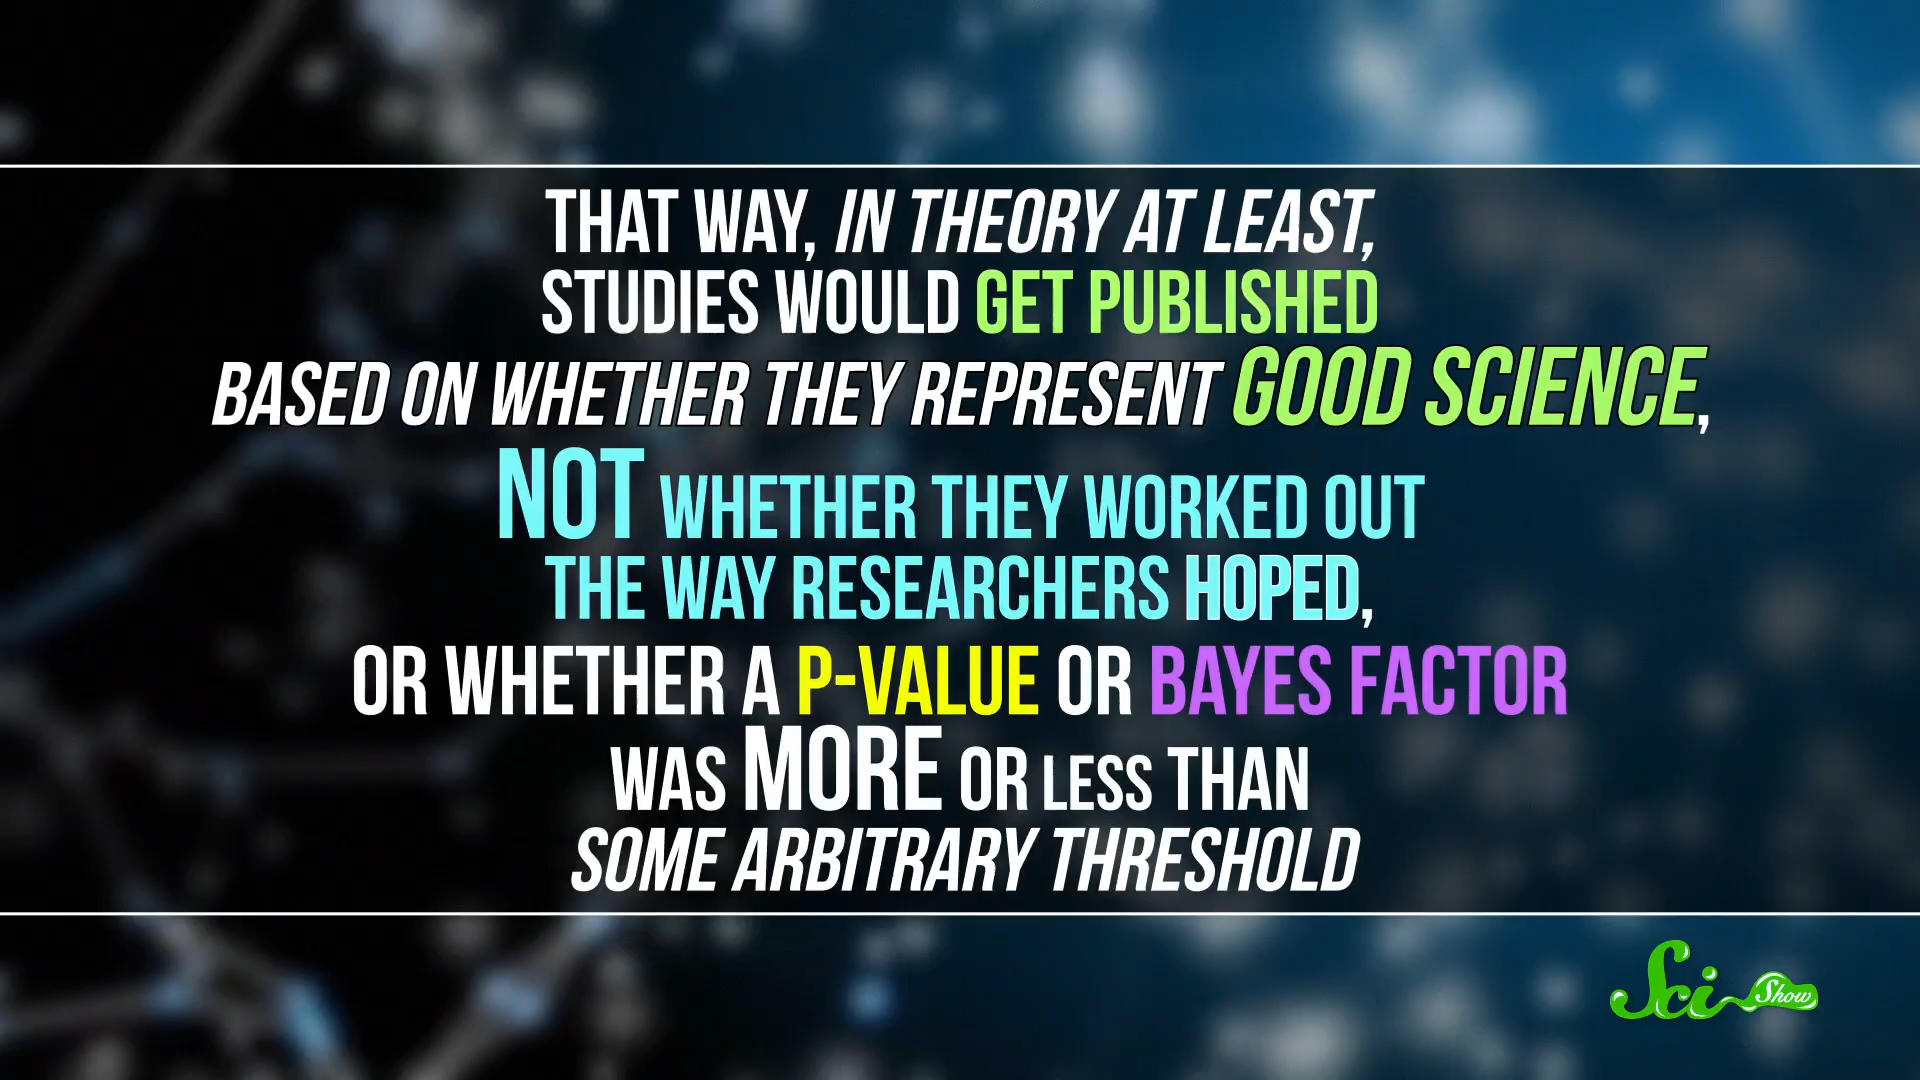 THAT WAY, IN THEORY AT LEAST,
STUDIES WOULD GET PUBLISHED
BASED ON WHETHER THEY REPRESENT GOOD SCIENCE,
NOT WHETHER THEY WORKED OUT
THE WAY RESEARCHERS HOPED,
OR WHETHER A P-VALUE OR BAYES FACTOR
WAS MORE OR LESS THAN
SOME ARBITRARY THRESHOLD
Sci Show